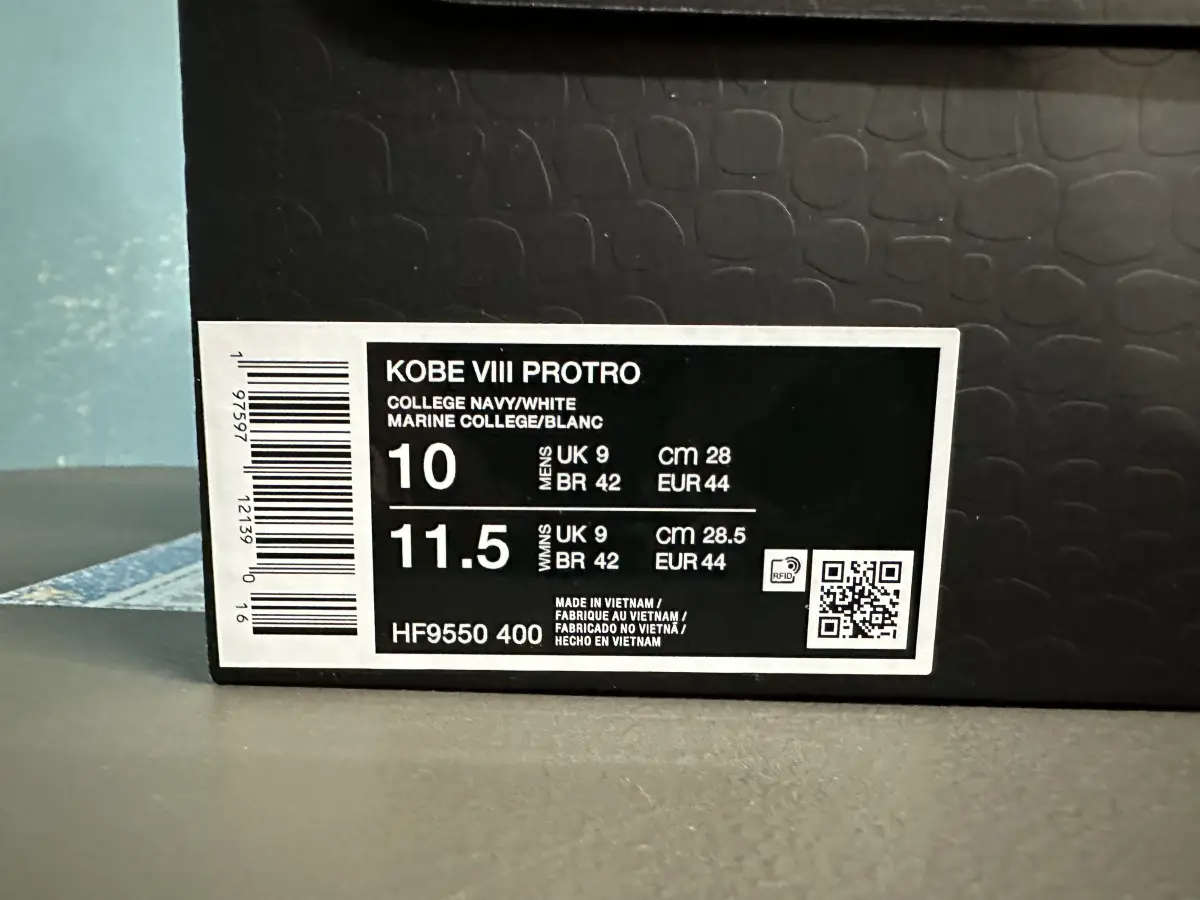 KOBE VIII PROTRO
COLLEGE NAVY/WHITE
MARINE COLLEGE/BLANC
10 MENS UK 9 cm 28
BR 42 EUR 44
11.5 WMNS UK 9 cm 28.5
BR 42 EUR 44
HF9550 400
MADE IN VIETNAM /
FABRIQUE AU VIETNAM /
FABRICADO NO VIETNÃ /
HECHO EN VIETNAM
RFID
1 97597 12139 0 16